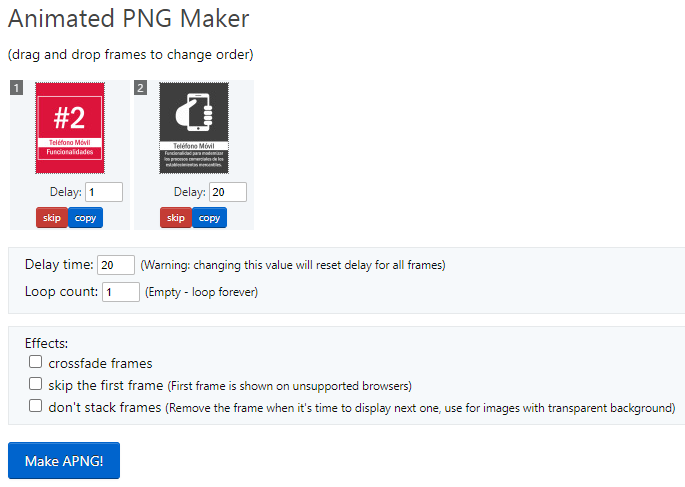 Animated PNG Maker
(drag and drop frames to change order)
1
#2
Teléfono Móvil
Funcionalidades
Delay: 1
skip copy
2
Teléfono Móvil
Funcionalidad para modernizar
los procesos comerciales de los
establecimientos mercantiles.
Delay: 20
skip copy
Delay time: 20 (Warning: changing this value will reset delay for all frames)
Loop count: 1 (Empty - loop forever)
Effects:
crossfade frames
skip the first frame (First frame is shown on unsupported browsers)
don't stack frames (Remove the frame when it's time to display next one, use for images with transparent background)
Make APNG!